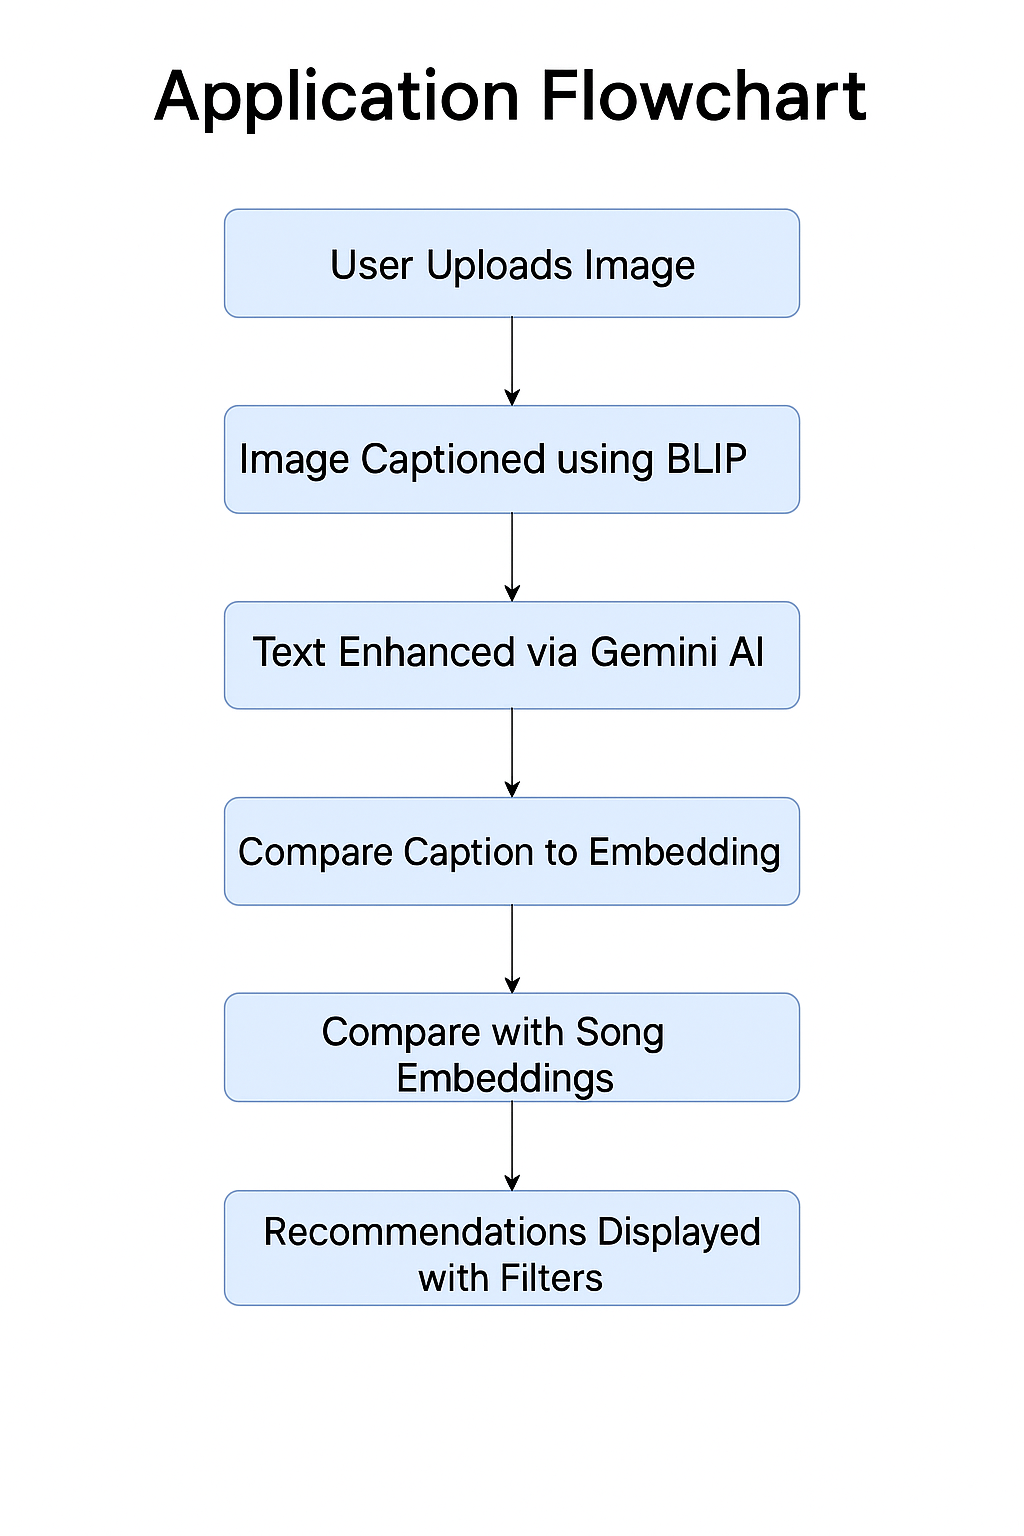 Application Flowchart
User Uploads Image
Image Captioned using BLIP
Text Enhanced via Gemini AI
Compare Caption to Embedding
Compare with Song
Embeddings
Recommendations Displayed
with Filters